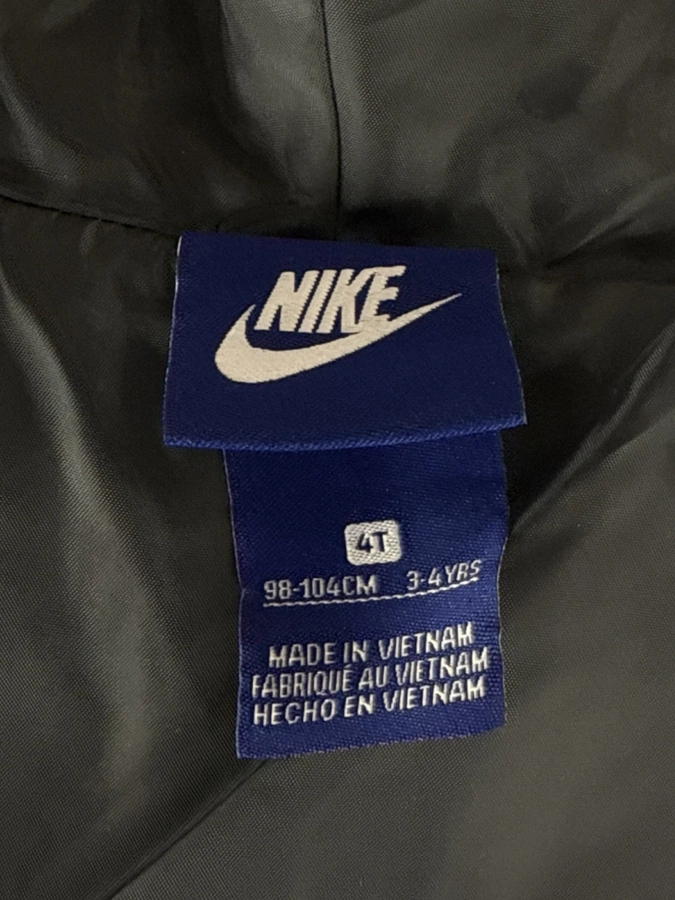 NIKE
4T
98-104CM 3-4YRS
MADE IN VIETNAM
FABRIQUÉ AU VIETNAM
HECHO EN VIETNAM